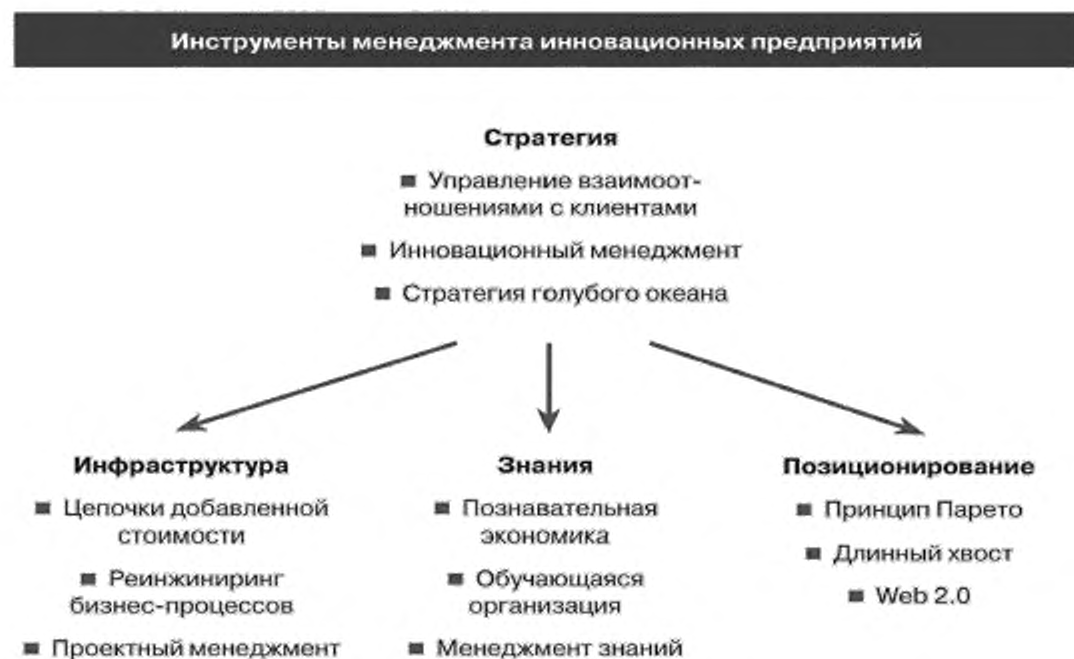 Инструменты менеджмента инновационных предприятий
Стратегия
■ Управление взаимоот-
ношениями с клиентами
■ Инновационный менеджмент
■ Стратегия голубого океана
Инфраструктура
■ Цепочки добавленной
стоимости
■ Реинжиниринг
бизнес-процессов
■ Проектный менеджмент
Знания
■ Познавательная
экономика
■ Обучающаяся
организация
■ Менеджмент знаний
Позиционирование
■ Принцип Парето
■ Длинный хвост
■ Web 2.0